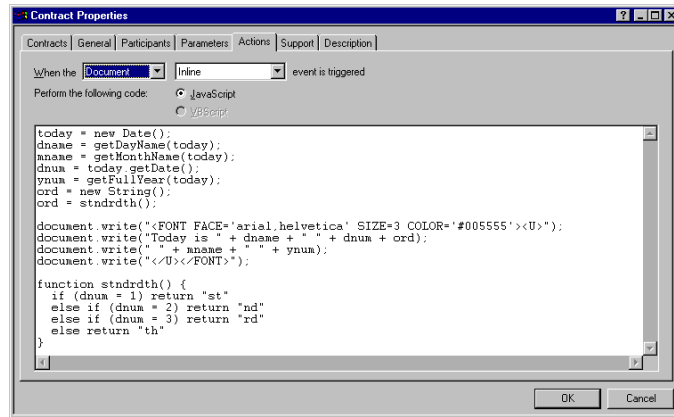 Contract Properties
Contracts General Participants Parameters Actions Support Description
When the Document Inline event is triggered
Perform the following code: JavaScript
VBScript
today = new Date();
dname = getDayName(today);
mname = getMonthName(today);
dnum = today.getDate();
ynum = getFullYear(today);
ord = new String();
ord = stndrdth();
document.write("<FONT FACE='arial,helvetica' SIZE=3 COLOR='#005555'><U>");
document.write("Today is " + dname + " " + dnum + ord);
document.write(" " + mname + " " + ynum);
document.write("</U></FONT>");
function stndrdth() {
if (dnum = 1) return "st"
else if (dnum = 2) return "nd"
else if (dnum = 3) return "rd"
else return "th"
}
OK Cancel